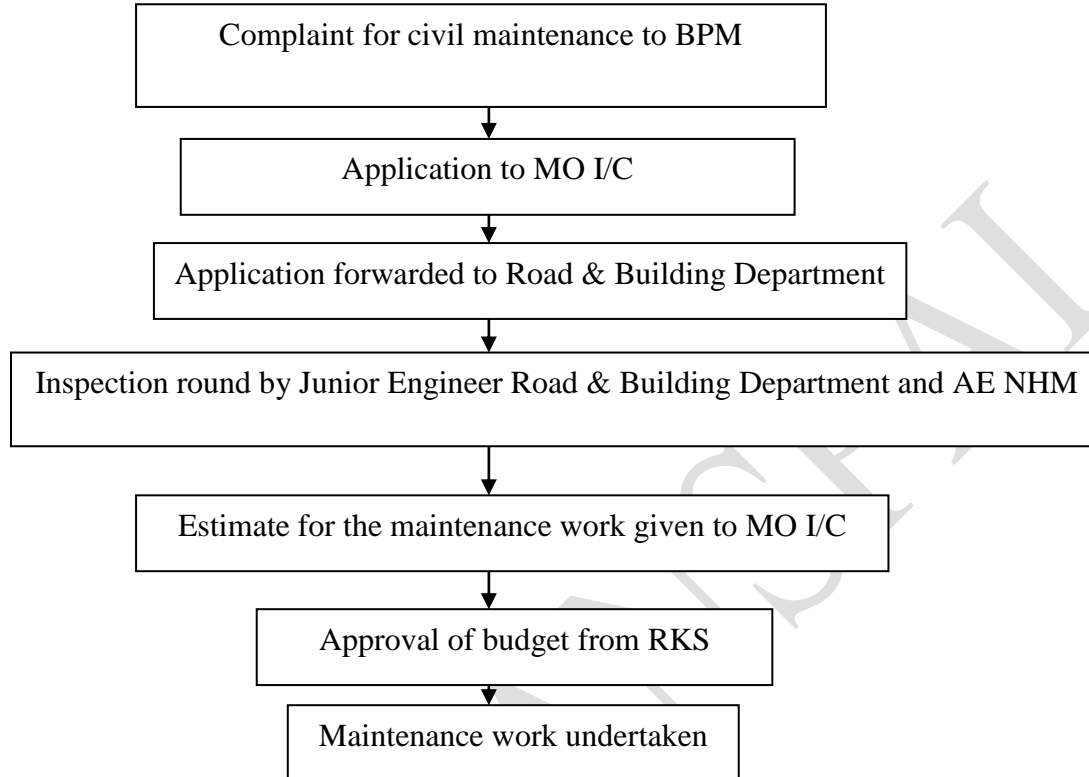 Complaint for civil maintenance to BPM
Application to MO I/C
Application forwarded to Road & Building Department
Inspection round by Junior Engineer Road & Building Department and AE NHM
Estimate for the maintenance work given to MO I/C
Approval of budget from RKS
Maintenance work undertaken